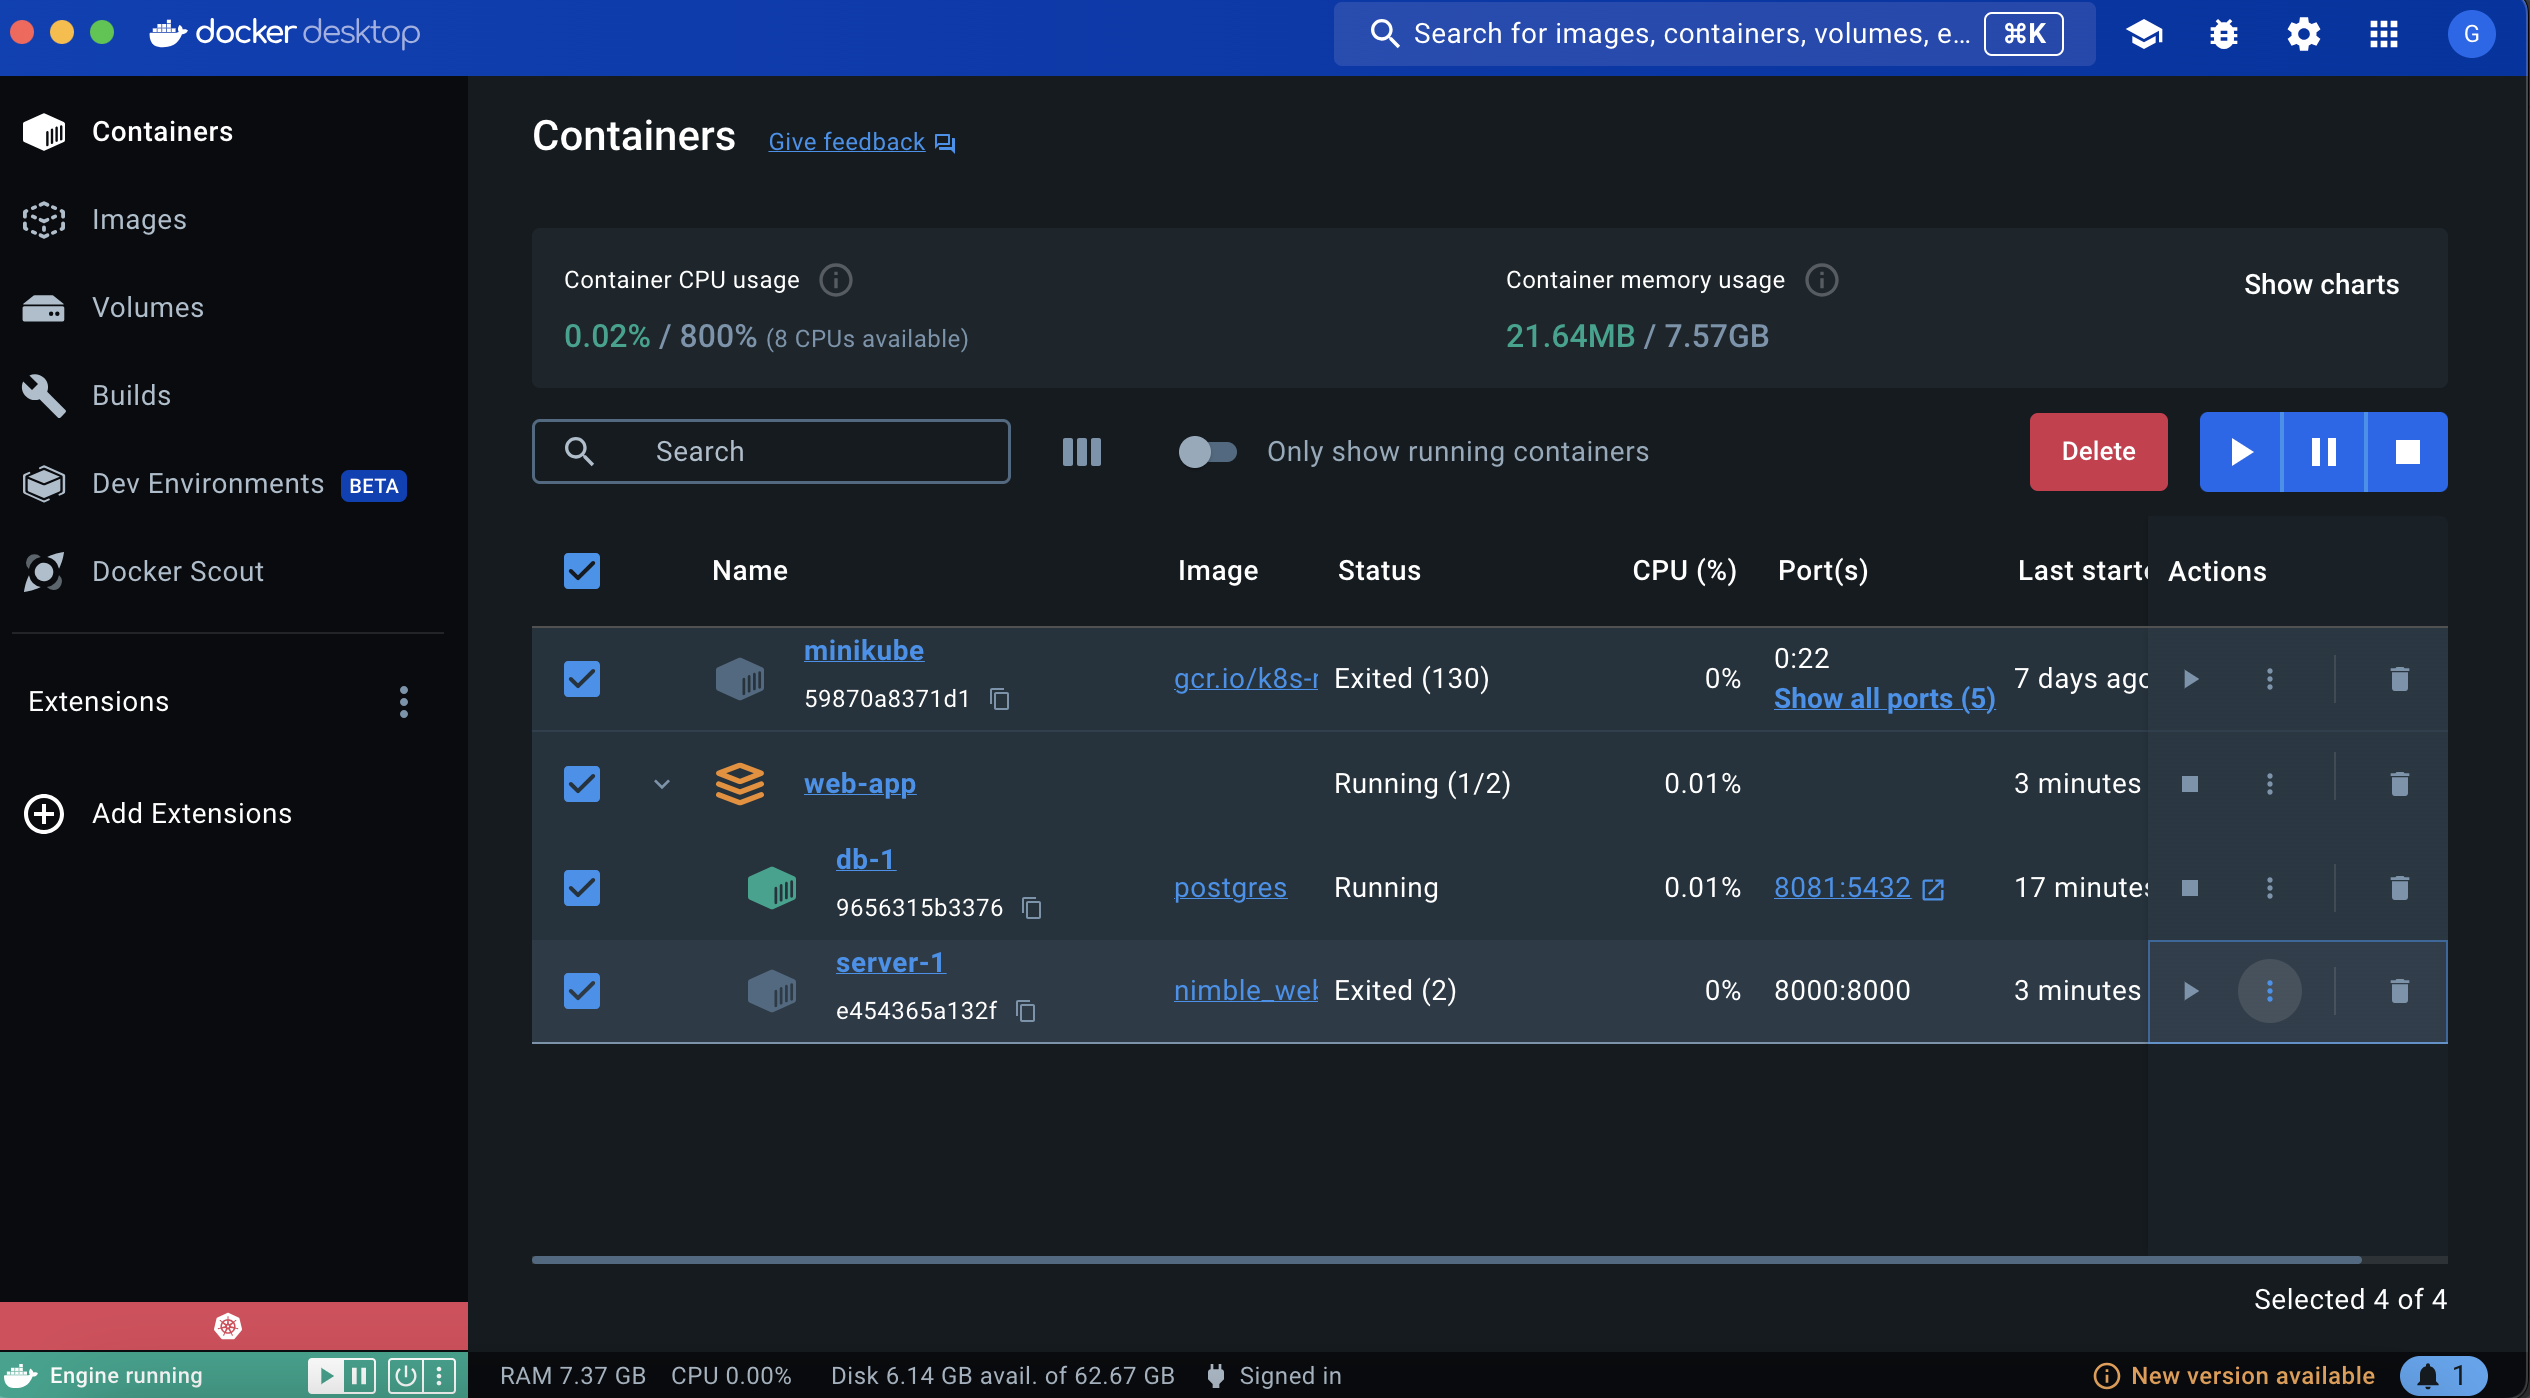 docker desktop
Search for images, containers, volumes, e... ⌘K
G
Containers
Images
Volumes
Builds
Dev Environments BETA
Docker Scout
Extensions
Add Extensions
Containers Give feedback
Container CPU usage
0.02% / 800% (8 CPUs available)
Container memory usage
21.64MB / 7.57GB
Show charts
Search
Only show running containers
Delete
Name Image Status CPU (%) Port(s) Last starte Actions
minikube
59870a8371d1
gcr.io/k8s-r Exited (130) 0% 0:22
Show all ports (5)
7 days ago
web-app Running (1/2) 0.01% 3 minutes
db-1
9656315b3376
postgres Running 0.01% 8081:5432 17 minutes
server-1
e454365a132f
nimble_web Exited (2) 0% 8000:8000 3 minutes
Selected 4 of 4
Engine running
RAM 7.37 GB CPU 0.00% Disk 6.14 GB avail. of 62.67 GB Signed in
New version available 1